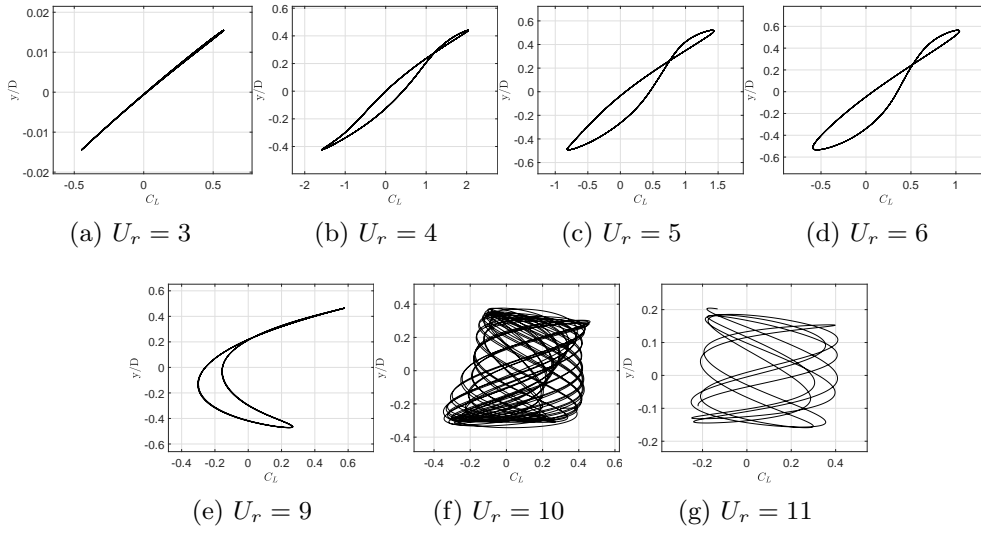 0.02
0.01
0
-0.01
-0.02
y/D
-0.5 0 0.5
C_L
(a) U_r = 3
0.6
0.4
0.2
0
-0.2
-0.4
-0.6
y/D
-2 -1 0 1 2
C_L
(b) U_r = 4
0.6
0.4
0.2
0
-0.2
-0.4
-0.6
y/D
-1 -0.5 0 0.5 1 1.5
C_L
(c) U_r = 5
0.6
0.4
0.2
0
-0.2
-0.4
-0.6
y/D
-0.5 0 0.5 1
C_L
(d) U_r = 6
0.6
0.4
0.2
0
-0.2
-0.4
-0.6
y/D
-0.4 -0.2 0 0.2 0.4 0.6
C_L
(e) U_r = 9
0.4
0.2
0
-0.2
-0.4
y/D
-0.4 -0.2 0 0.2 0.4 0.6
C_L
(f) U_r = 10
0.2
0.1
0
-0.1
-0.2
y/D
-0.2 0 0.2 0.4
C_L
(g) U_r = 11